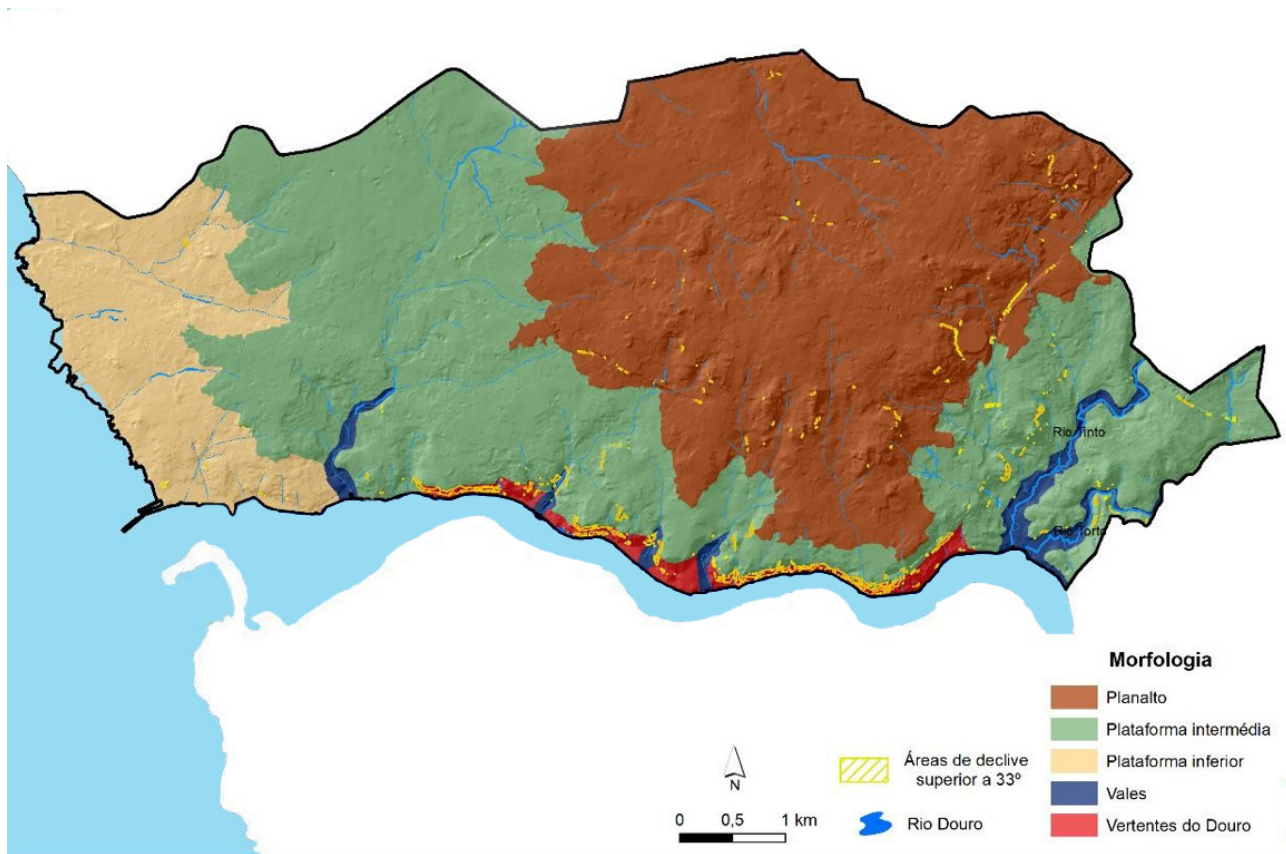 Rio Tinto
Rio Torto
Morfologia
Planalto
Plataforma intermédia
Plataforma inferior
Vales
Vertentes do Douro
Áreas de declive
superior a 33º
Rio Douro
N
0 0,5 1 km